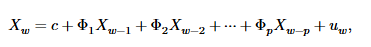 X_w = c + Φ_1 X_{w−1} + Φ_2 X_{w−2} + ⋯ + Φ_p X_{w−p} + u_w,